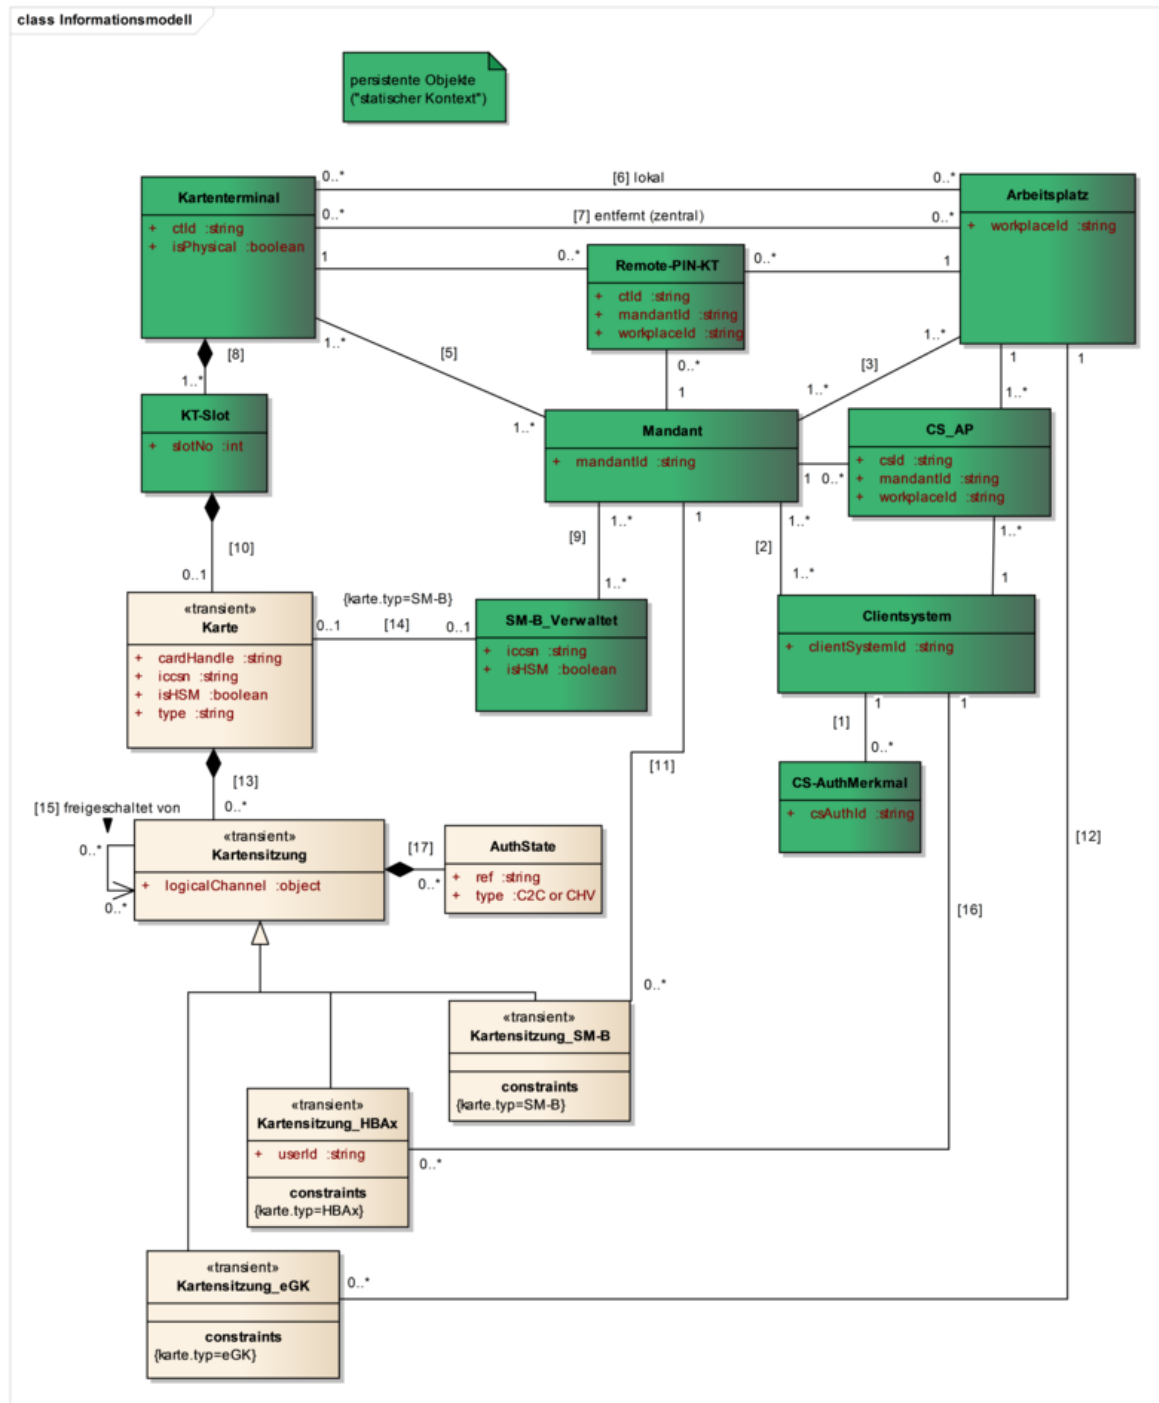 class Informationsmodell
persistente Objekte
("statischer Kontext")
0..*
[6] lokal
0..*
Kartenterminal
+ ctId :string
+ isPhysical :boolean
Arbeitsplatz
+ workplaceId :string
0..*
[7] entfernt (zentral)
0..*
1
0..*
Remote-PIN-KT
+ ctId :string
+ mandantId :string
+ workplaceId :string
0..*
1
[8]
1..*
1..*
[5]
1..*
0..*
1
1..*
[3]
1..*
1
1..*
1
KT-Slot
+ slotNo :int
Mandant
+ mandantId :string
CS_AP
+ csId :string
+ mandantId :string
+ workplaceId :string
1
0..*
[10]
0..1
[9]
1..*
1..*
1
[2]
1..*
1..*
1..*
1
«transient»
Karte
+ cardHandle :string
+ iccsn :string
+ isHSM :boolean
+ type :string
{karte.typ=SM-B}
0..1
[14]
0..1
SM-B_Verwaltet
+ iccsn :string
+ isHSM :boolean
Clientsystem
+ clientSystemId :string
[1]
1
0..*
1
[11]
[13]
0..*
CS-AuthMerkmal
+ csAuthId :string
[15] freigeschaltet von
0..*
0..*
«transient»
Kartensitzung
+ logicalChannel :object
[17]
0..*
AuthState
+ ref :string
+ type :C2C or CHV
[12]
[16]
0..*
«transient»
Kartensitzung_SM-B
constraints
{karte.typ=SM-B}
«transient»
Kartensitzung_HBAx
+ userId :string
constraints
{karte.typ=HBAx}
0..*
«transient»
Kartensitzung_eGK
constraints
{karte.typ=eGK}
0..*